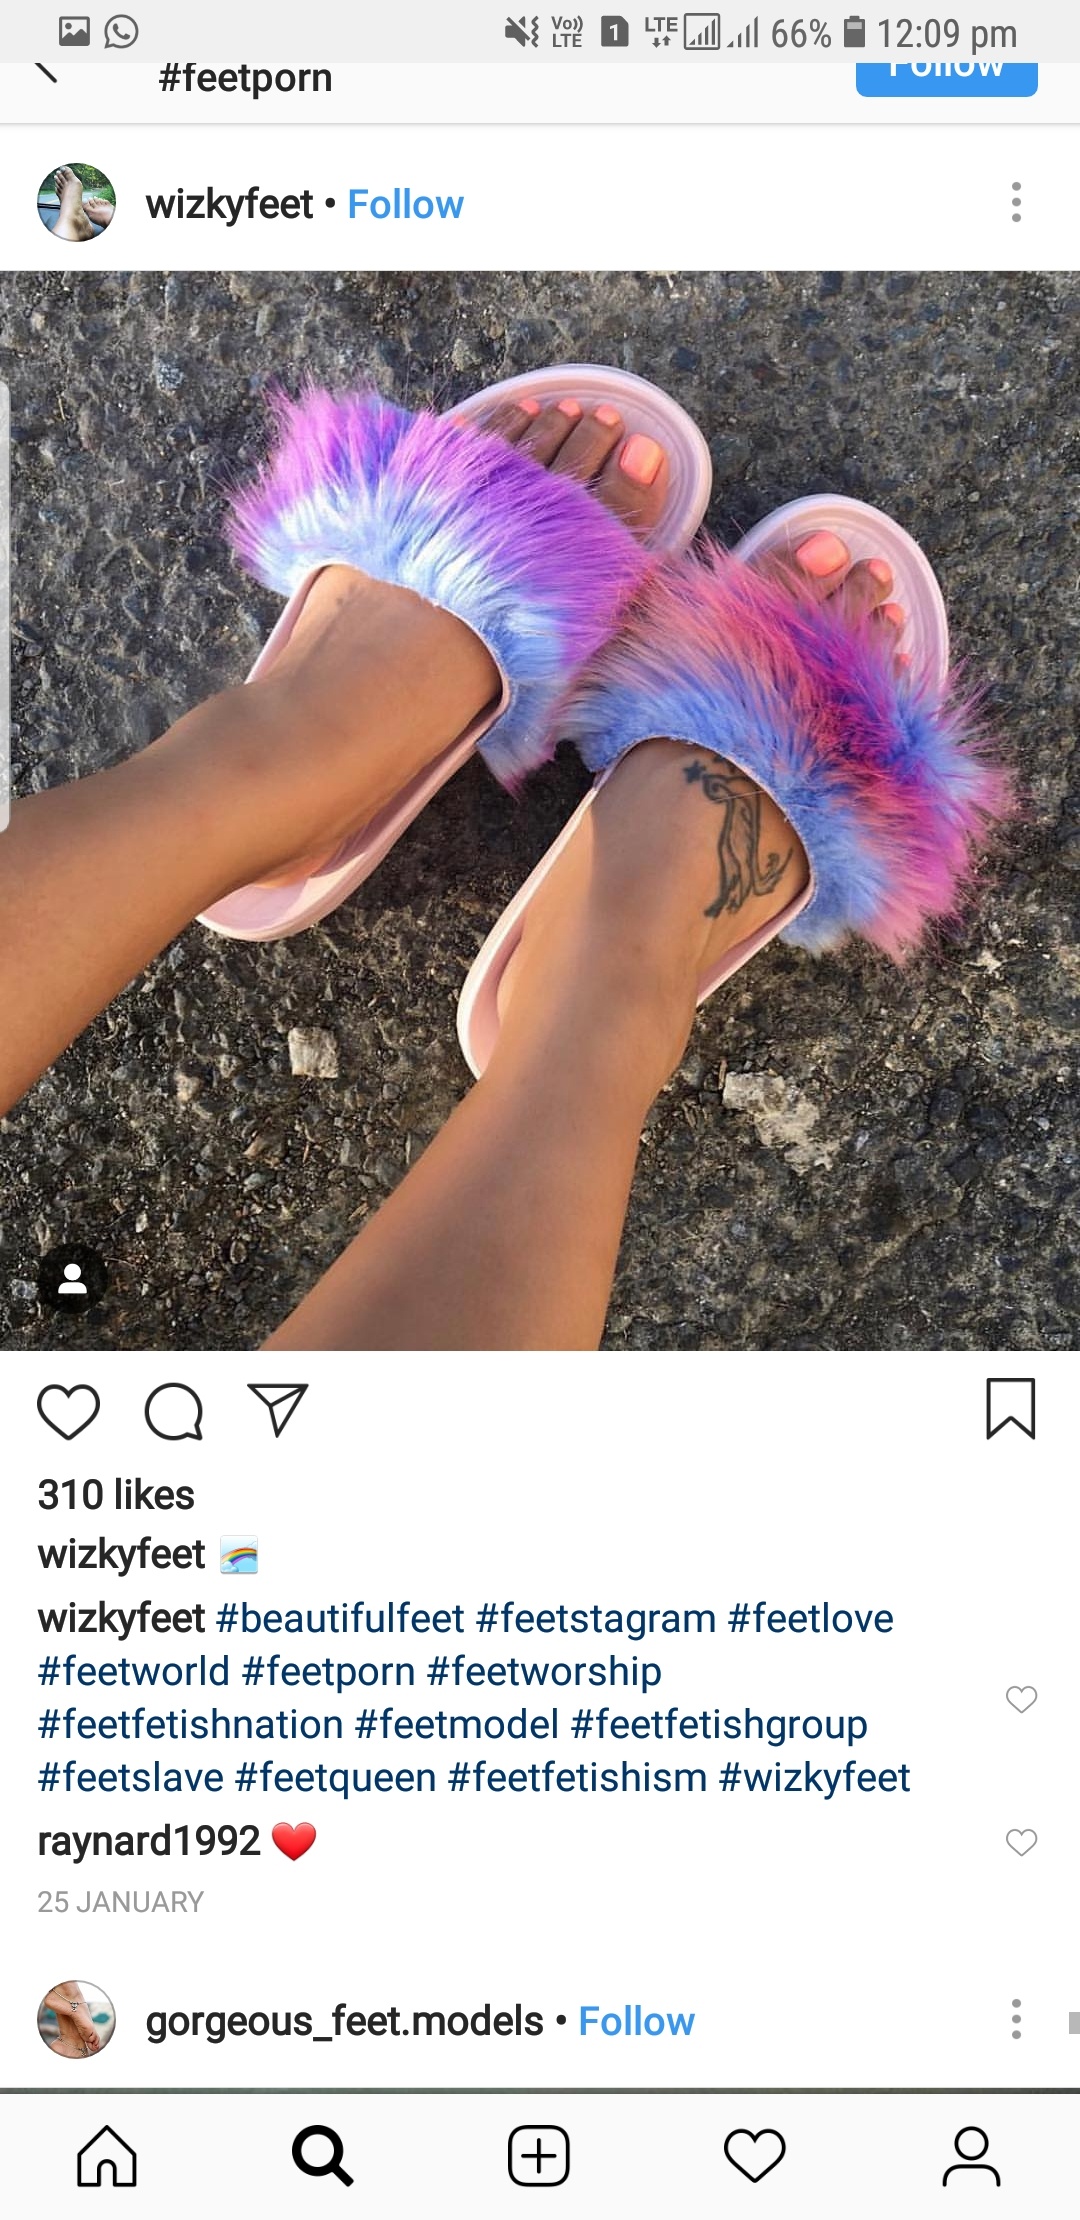 Vo)) LTE 1 LTE 66% 12:09 pm
#feetporn Follow
wizkyfeet • Follow
310 likes
wizkyfeet
wizkyfeet #beautifulfeet #feetstagram #feetlove
#feetworld #feetporn #feetworship
#feetfetishnation #feetmodel #feetfetishgroup
#feetslave #feetqueen #feetfetishism #wizkyfeet
raynard1992 ❤️
25 JANUARY
gorgeous_feet.models • Follow